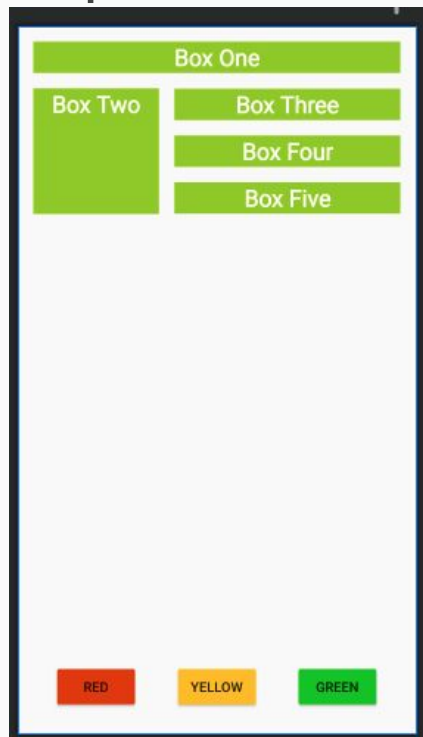 Box One
Box Two
Box Three
Box Four
Box Five
RED
YELLOW
GREEN